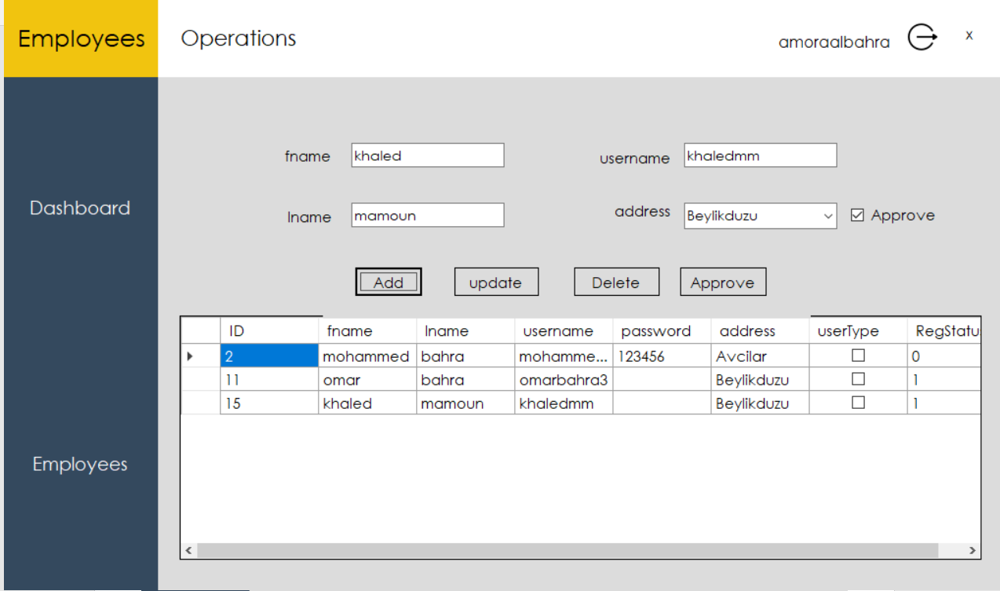 Employees
Operations
amoraalbahra
x
Dashboard
Employees
fname khaled
username khaledmm
lname mamoun
address Beylikduzu Approve
Add update Delete Approve
ID fname lname username password address userType RegStatu
2 mohammed bahra mohamme... 123456 Avcilar 0
11 omar bahra omarbahra3 Beylikduzu 1
15 khaled mamoun khaledmm Beylikduzu 1